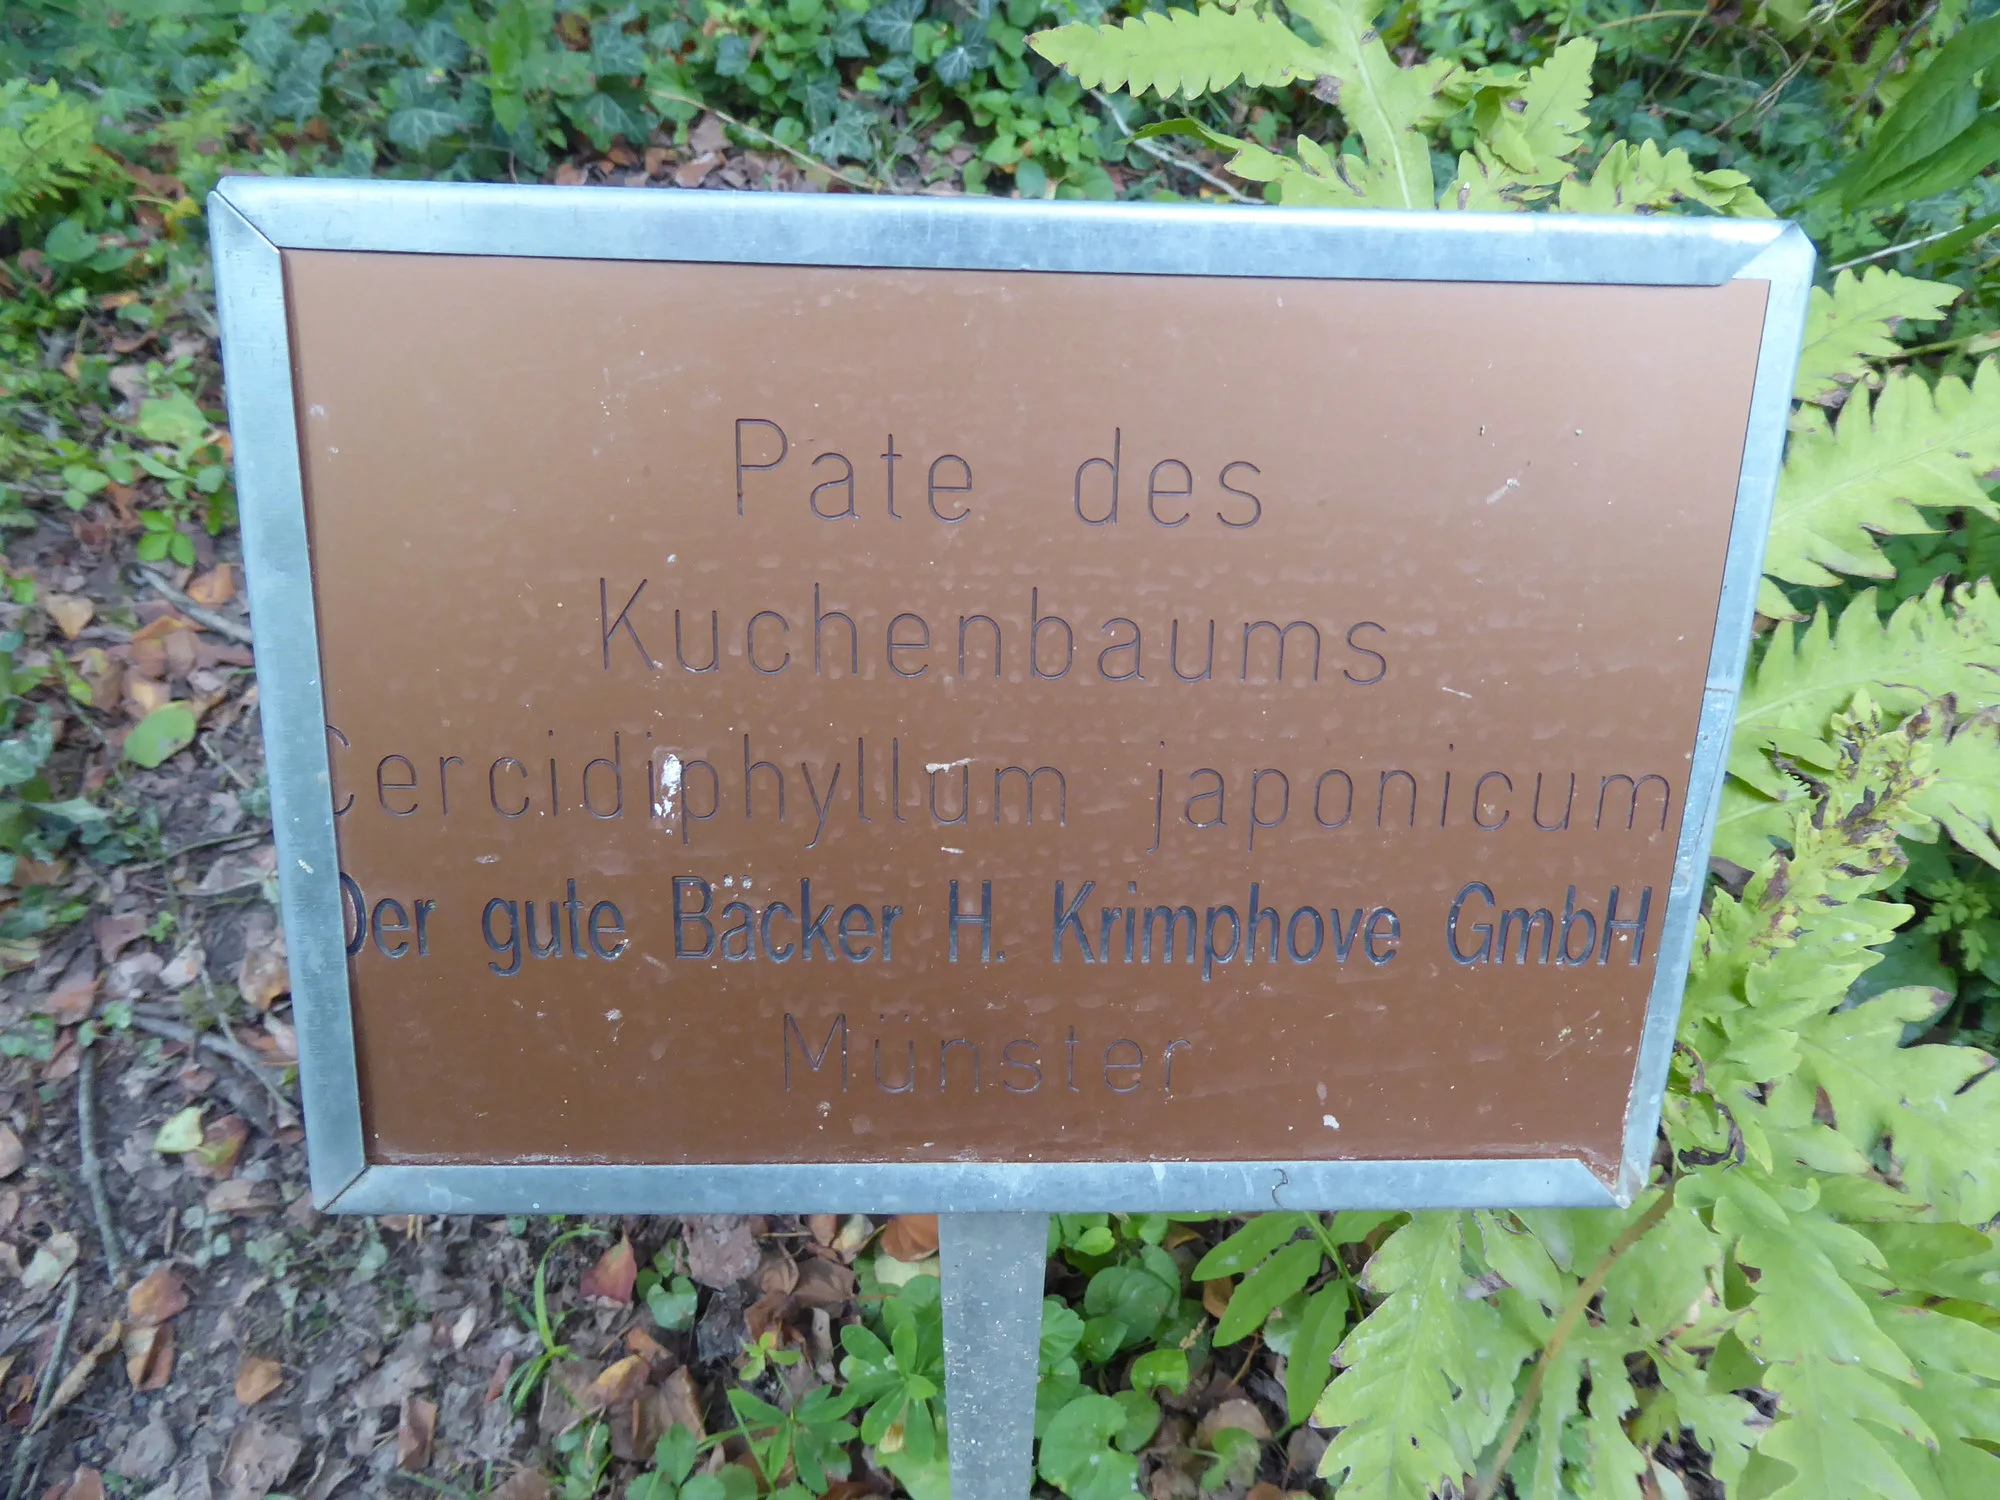 Pate des
Kuchenbaums
Cercidiphyllum japonicum
Der gute Bäcker H. Krimphove GmbH
Münster